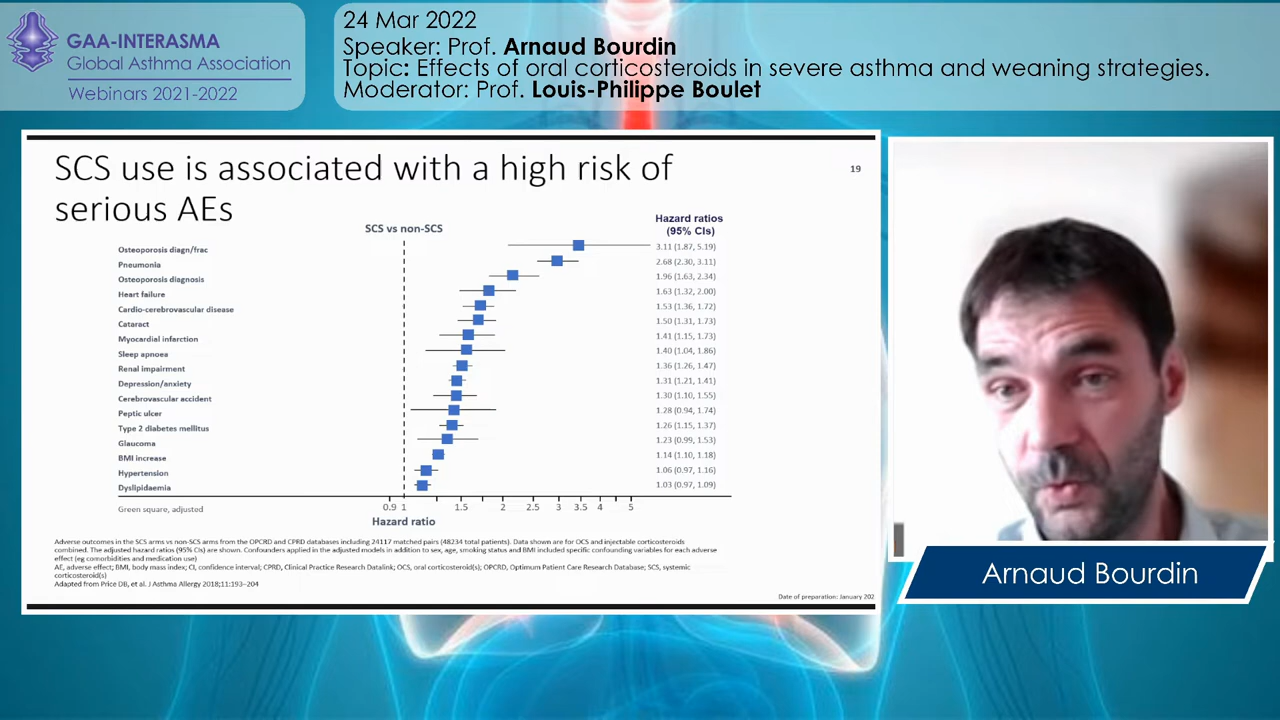 GAA-INTERASMA
Global Asthma Association
Webinars 2021-2022
24 Mar 2022
Speaker: Prof. Arnaud Bourdin
Topic: Effects of oral corticosteroids in severe asthma and weaning strategies.
Moderator: Prof. Louis-Philippe Boulet
SCS use is associated with a high risk of
serious AEs
19
SCS vs non-SCS
Hazard ratios
(95% CIs)
Osteoporosis diagn/frac 3.11 (1.87, 5.19)
Pneumonia 2.68 (2.30, 3.11)
Osteoporosis diagnosis 1.96 (1.63, 2.34)
Heart failure 1.63 (1.32, 2.00)
Cardio-cerebrovascular disease 1.53 (1.36, 1.72)
Cataract 1.50 (1.31, 1.73)
Myocardial infarction 1.41 (1.15, 1.73)
Sleep apnoea 1.40 (1.04, 1.86)
Renal impairment 1.36 (1.26, 1.47)
Depression/anxiety 1.31 (1.21, 1.41)
Cerebrovascular accident 1.30 (1.10, 1.55)
Peptic ulcer 1.28 (0.94, 1.74)
Type 2 diabetes mellitus 1.26 (1.15, 1.37)
Glaucoma 1.23 (0.99, 1.53)
BMI increase 1.14 (1.10, 1.18)
Hypertension 1.06 (0.97, 1.16)
Dyslipidaemia 1.03 (0.97, 1.09)
Green square, adjusted 0.9 1 1.5 2 2.5 3 3.5 4 5
Hazard ratio
Adverse outcomes in the SCS arms vs non-SCS arms from the OPCRD and CPRD databases including 24117 matched pairs (48234 total patients). Data shown are for OCS and injectable corticosteroids
combined. The adjusted hazard ratios (95% CIs) are shown. Confounders applied in the adjusted models in addition to sex, age, smoking status and BMI included specific confounding variables for each adverse
effect (eg comorbidities and medication use)
AE, adverse effect; BMI, body mass index; CI, confidence interval; CPRD, Clinical Practice Research Datalink; OCS, oral corticosteroid(s); OPCRD, Optimum Patient Care Research Database; SCS, systemic
corticosteroid(s)
Adapted from Price DB, et al. J Asthma Allergy 2018;11:193–204
Date of preparation: January 202
Arnaud Bourdin